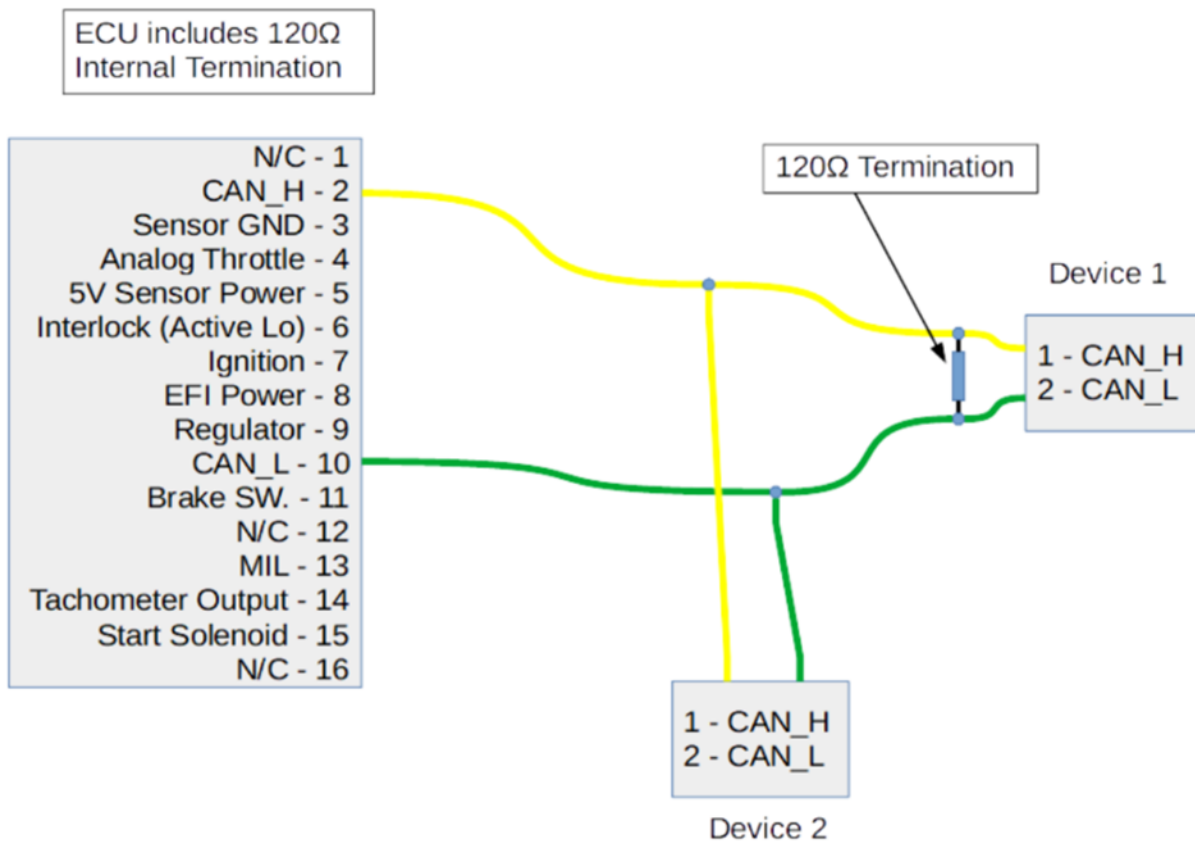 ECU includes 120Ω
Internal Termination
N/C - 1
CAN_H - 2
Sensor GND - 3
Analog Throttle - 4
5V Sensor Power - 5
Interlock (Active Lo) - 6
Ignition - 7
EFI Power - 8
Regulator - 9
CAN_L - 10
Brake SW. - 11
N/C - 12
MIL - 13
Tachometer Output - 14
Start Solenoid - 15
N/C - 16
120Ω Termination
Device 1
1 - CAN_H
2 - CAN_L
1 - CAN_H
2 - CAN_L
Device 2